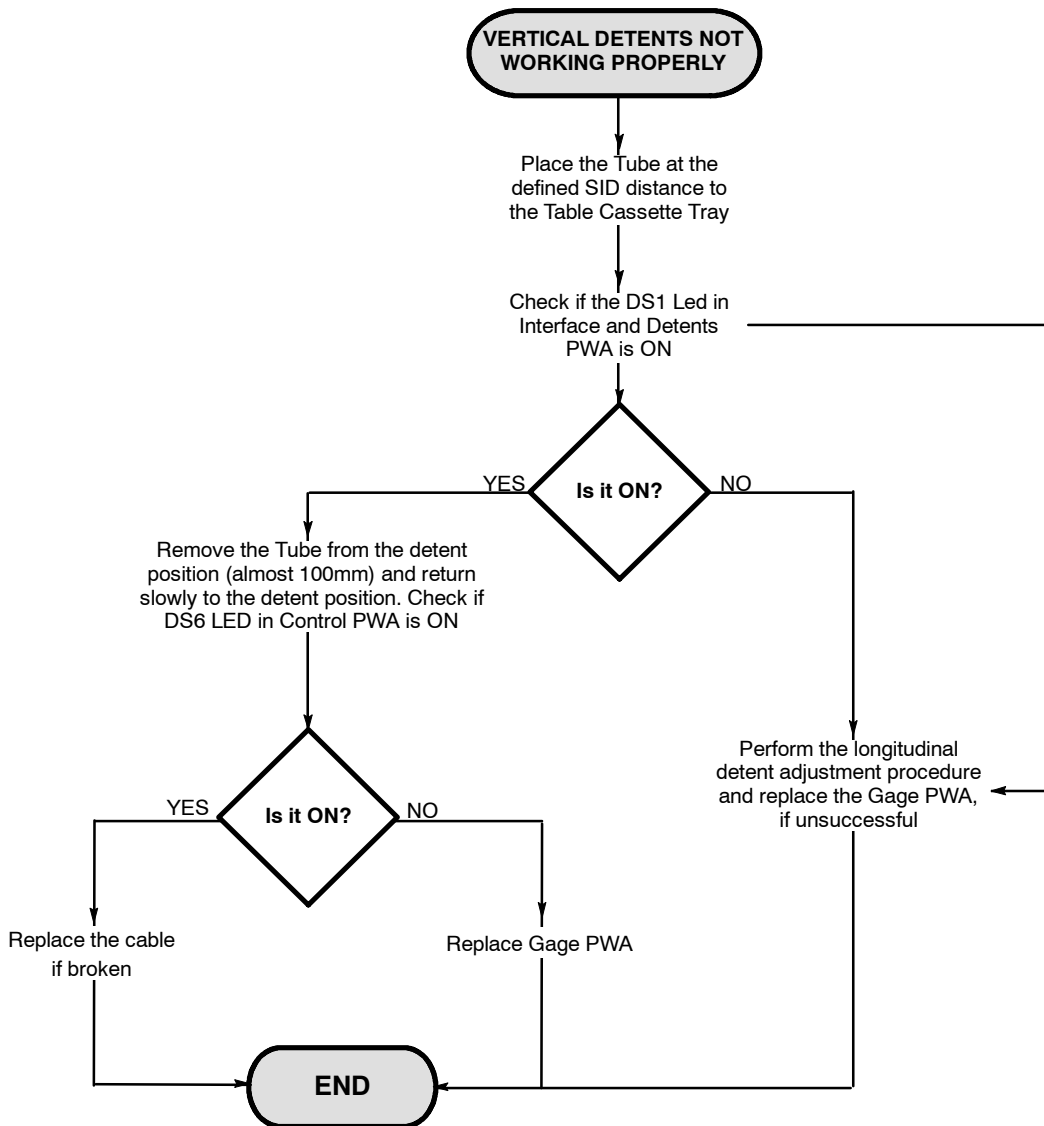 VERTICAL DETENTS NOT
WORKING PROPERLY
Place the Tube at the
defined SID distance to
the Table Cassette Tray
Check if the DS1 Led in
Interface and Detents
PWA is ON
YES
Is it ON?
NO
Remove the Tube from the detent
position (almost 100mm) and return
slowly to the detent position. Check if
DS6 LED in Control PWA is ON
Perform the longitudinal
detent adjustment procedure
and replace the Gage PWA,
if unsuccessful
YES
Is it ON?
NO
Replace the cable
if broken
Replace Gage PWA
END